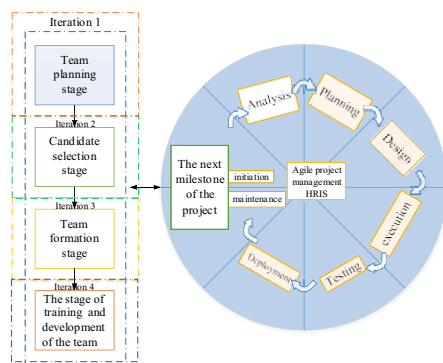 Iteration 1
Team
planning
stage
Iteration 2
Candidate
selection
stage
Iteration 3
Team
formation
stage
Iteration 4
The stage of
training and
development
of the team
The next
milestone
of the
project
initiation
maintenance
Agile project
management
HRIS
Analysis
Planning
Design
execution
Testing
Deployment